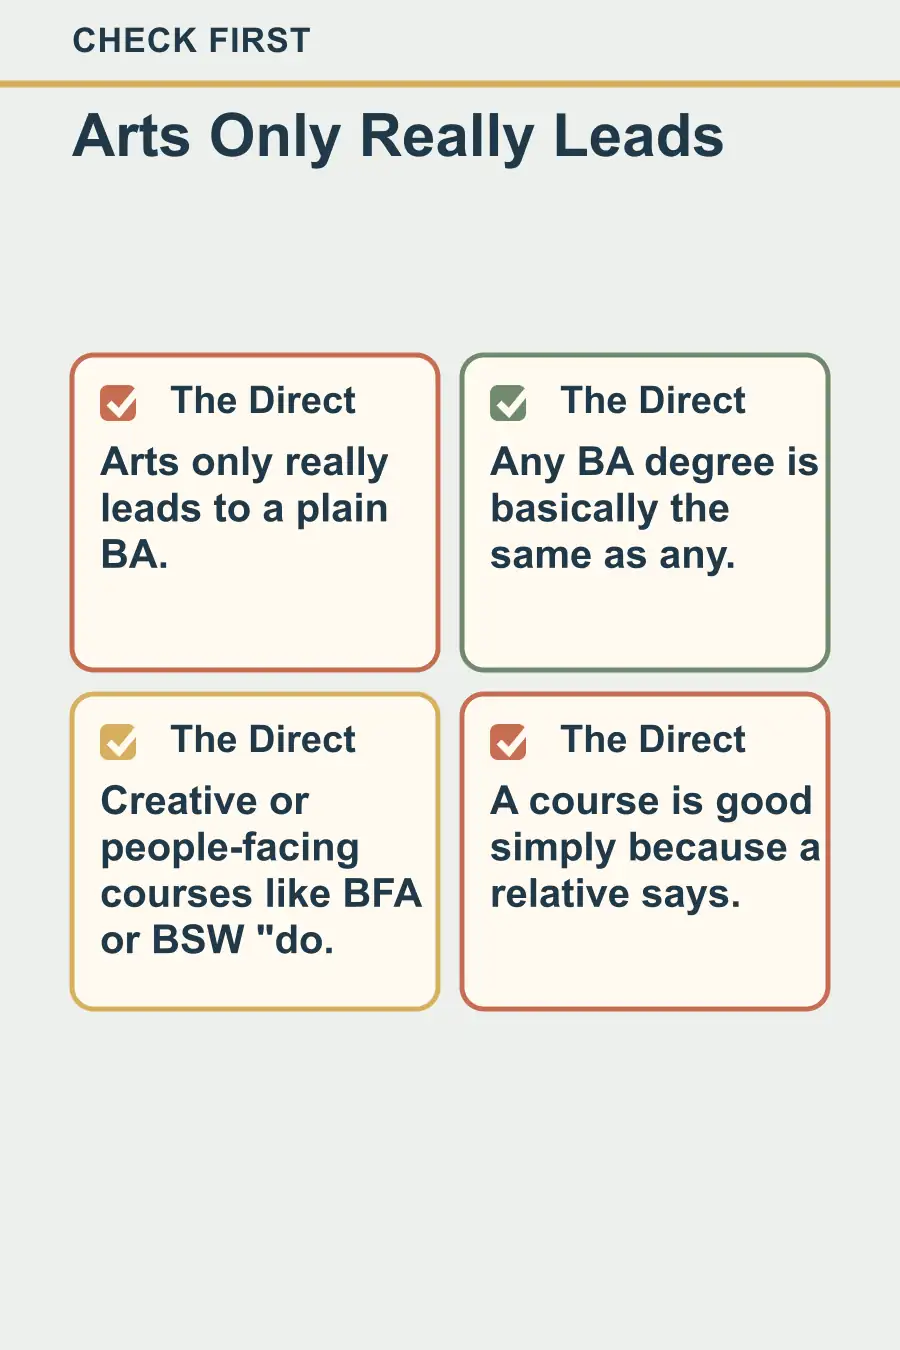 CHECK FIRST
Arts Only Really Leads
The Direct
Arts only really
leads to a plain
BA.
The Direct
Any BA degree is
basically the
same as any.
The Direct
Creative or
people-facing
courses like BFA
or BSW "do.
The Direct
A course is good
simply because a
relative says.